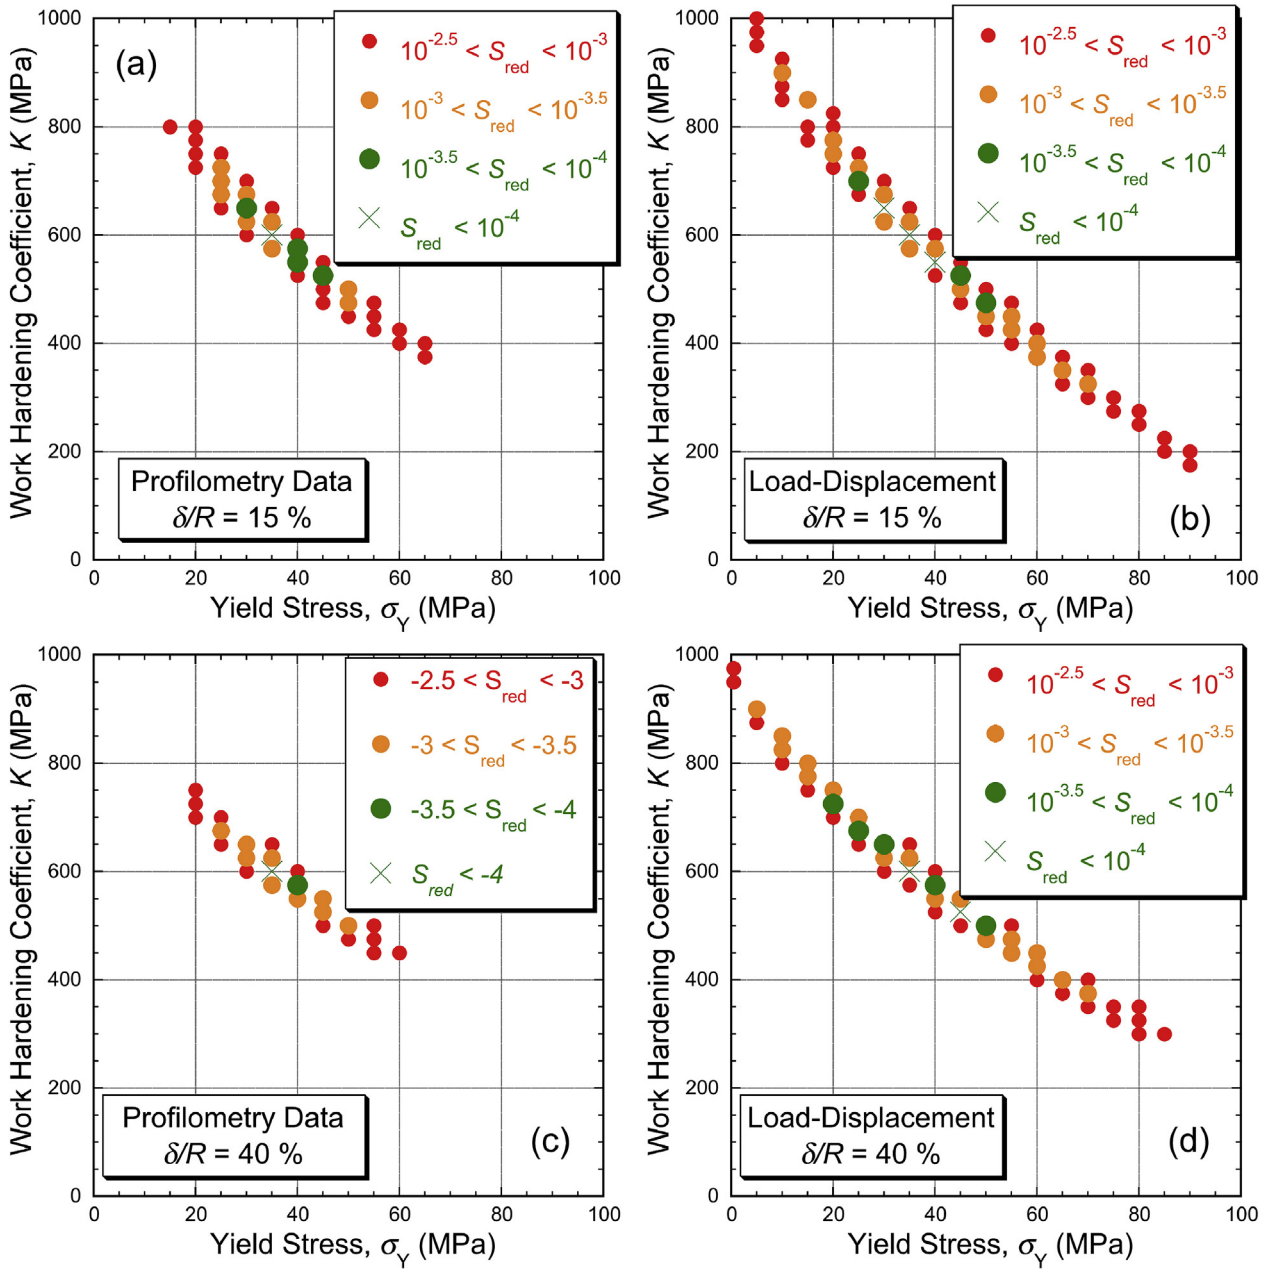 (a)
10^-2.5 < S_red < 10^-3
10^-3 < S_red < 10^-3.5
10^-3.5 < S_red < 10^-4
S_red < 10^-4
Work Hardening Coefficient, K (MPa)
1000
800
600
400
200
0
Profilometry Data
δ/R = 15 %
0 20 40 60 80 100
Yield Stress, σ_Y (MPa)
10^-2.5 < S_red < 10^-3
10^-3 < S_red < 10^-3.5
10^-3.5 < S_red < 10^-4
S_red < 10^-4
Work Hardening Coefficient, K (MPa)
1000
800
600
400
200
0
Load-Displacement
δ/R = 15 %
(b)
0 20 40 60 80 100
Yield Stress, σ_Y (MPa)
-2.5 < S_red < -3
-3 < S_red < -3.5
-3.5 < S_red < -4
S_red < -4
Work Hardening Coefficient, K (MPa)
1000
800
600
400
200
0
Profilometry Data
δ/R = 40 %
(c)
0 20 40 60 80 100
Yield Stress, σ_Y (MPa)
10^-2.5 < S_red < 10^-3
10^-3 < S_red < 10^-3.5
10^-3.5 < S_red < 10^-4
S_red < 10^-4
Work Hardening Coefficient, K (MPa)
1000
800
600
400
200
0
Load-Displacement
δ/R = 40 %
(d)
0 20 40 60 80 100
Yield Stress, σ_Y (MPa)